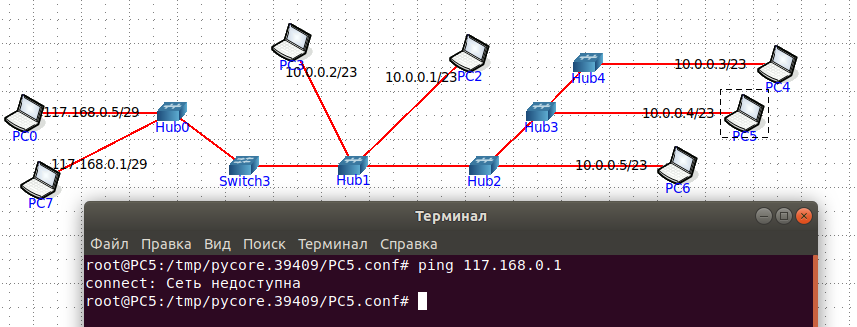 PC3
10.0.0.2/23
10.0.0.1/23
PC2
Hub4
10.0.0.3/23
PC4
117.168.0.5/29
PC0
Hub0
Hub3
10.0.0.4/23
PC5
117.168.0.1/29
PC7
Switch3
Hub1
Hub2
10.0.0.5/23
PC6
Терминал
Файл Правка Вид Поиск Терминал Справка
root@PC5:/tmp/pycore.39409/PC5.conf# ping 117.168.0.1
connect: Сеть недоступна
root@PC5:/tmp/pycore.39409/PC5.conf#